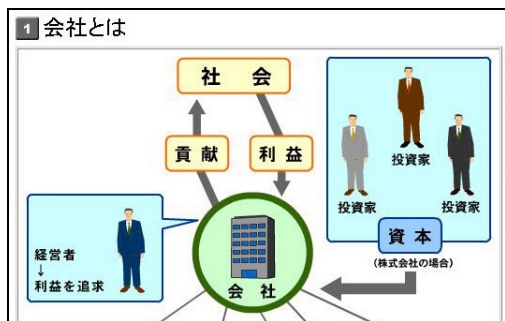 1 会社とは
社 会
貢 献
利 益
投資家
投資家
投資家
資 本
(株式会社の場合)
経営者
↓
利益を追求
会 社